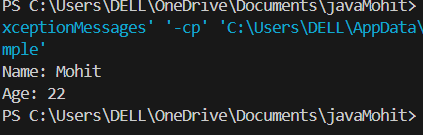 PS C:\Users\DELL\OneDrive\Documents\javaMohit>
xceptionMessages' '-cp' 'C:\Users\DELL\AppData\
mple'
Name: Mohit
Age: 22
PS C:\Users\DELL\OneDrive\Documents\javaMohit>